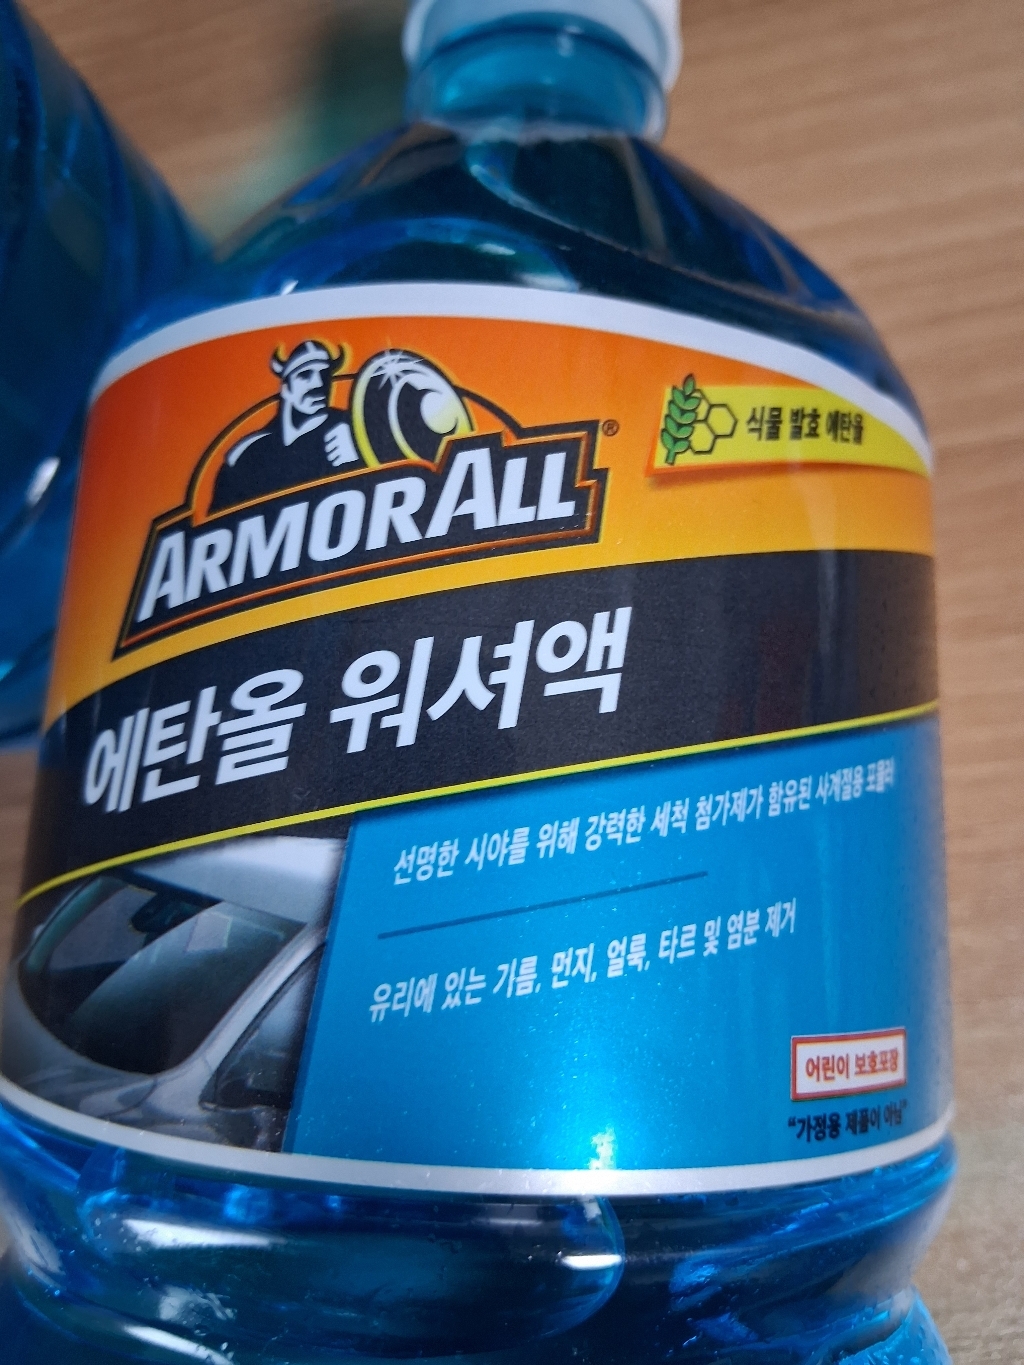 ARMORALL®
식물 발효 에탄올
에탄올 워셔액
선명한 시야를 위해 강력한 세척 첨가제가 함유된 사계절용 포뮬라
유리에 있는 기름, 먼지, 얼룩, 타르 및 염분 제거
어린이 보호포장
“가정용 제품이 아님”